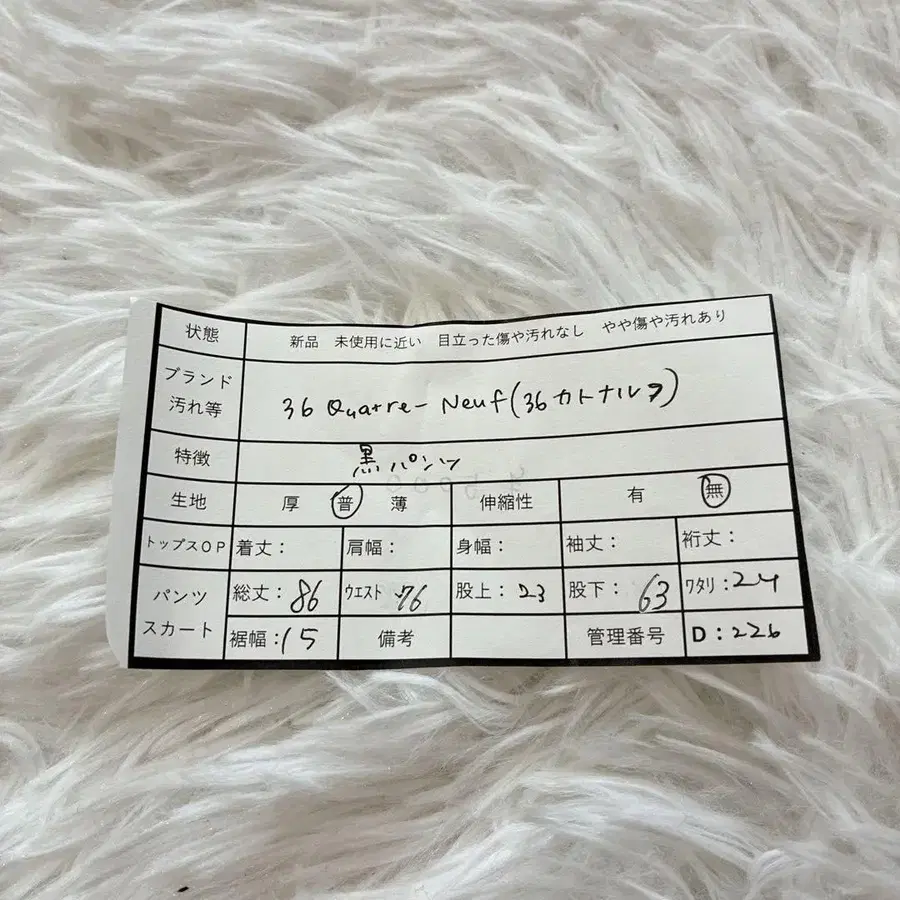 状態 新品 未使用に近い 目立った傷や汚れなし やや傷や汚れあり
ブランド
汚れ等 36 Quatre-Neuf(36カトナルフ)
特徴 黒パンツ
生地 厚 普 薄 伸縮性 有 無
トップスOP 着丈: 肩幅: 身幅: 袖丈: 裄丈:
パンツ
スカート
総丈:86 ウエスト 76 股上:23 股下:63 ワタリ:24
裾幅:15 備考 管理番号 D:226